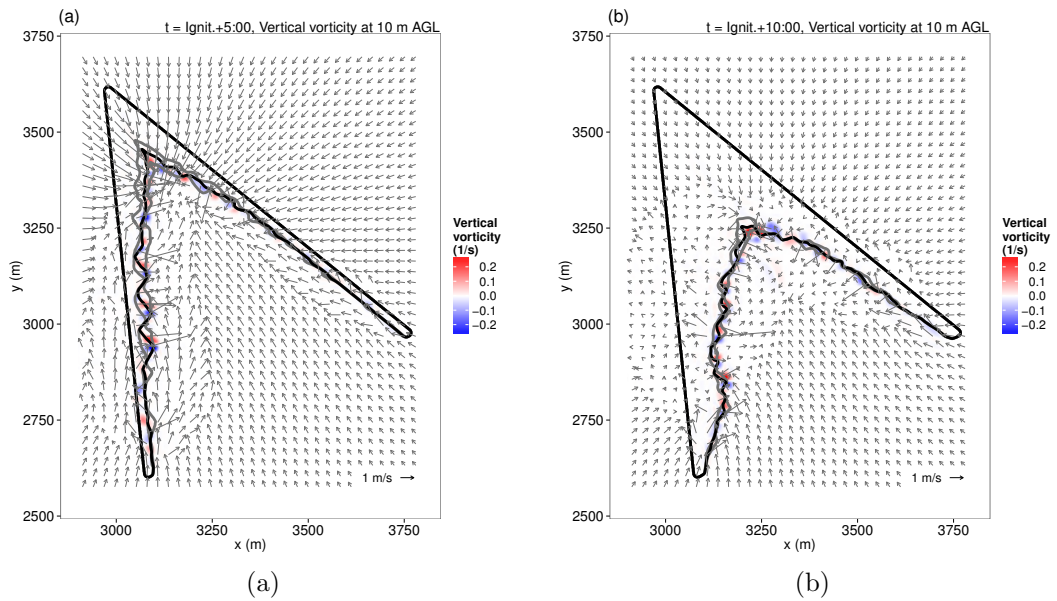 (a)
t = Ignit.+5:00, Vertical vorticity at 10 m AGL
3750
3500
3250
3000
2750
2500
y (m)
3000 3250 3500 3750
x (m)
1 m/s
Vertical
vorticity
(1/s)
0.2
0.1
0.0
−0.1
−0.2
(a)
(b)
t = Ignit.+10:00, Vertical vorticity at 10 m AGL
3750
3500
3250
3000
2750
2500
y (m)
3000 3250 3500 3750
x (m)
1 m/s
Vertical
vorticity
(1/s)
0.2
0.1
0.0
−0.1
−0.2
(b)